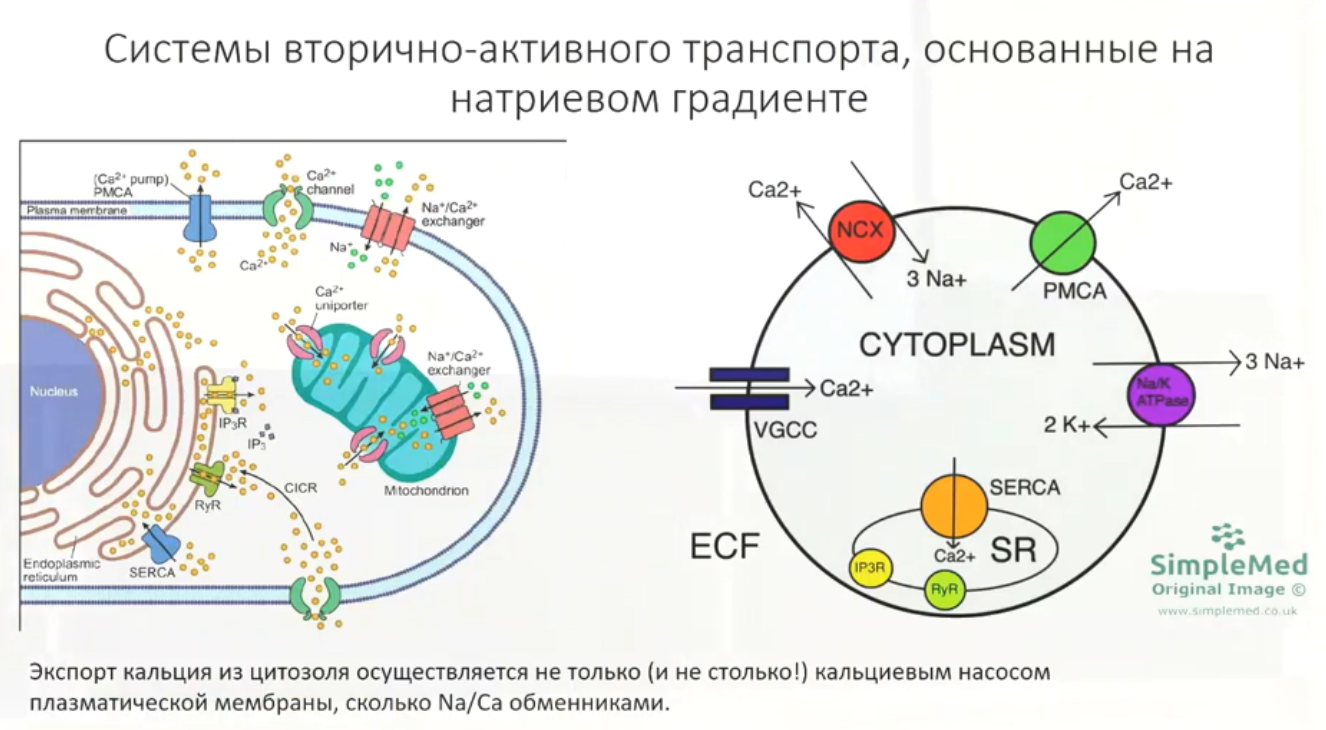 Системы вторично-активного транспорта, основанные на
натриевом градиенте
(Ca²⁺ pump)
PMCA
Plasma membrane
Ca²⁺
channel
Na⁺/Ca²⁺
exchanger
Na⁺
Ca²⁺
Ca²⁺
uniporter
Na⁺/Ca²⁺
exchanger
Nucleus
IP₃R
IP₃
RyR
CICR
Mitochondrion
Endoplasmic
reticulum
SERCA
Ca2+
NCX
3 Na+
Ca2+
PMCA
CYTOPLASM
3 Na+
Na/K
ATPase
2 K+
Ca2+
VGCC
SERCA
Ca2+
SR
IP3R
RyR
ECF
SimpleMed
Original Image ©
www.simplemed.co.uk
Экспорт кальция из цитозоля осуществляется не только (и не столько!) кальциевым насосом
плазматической мембраны, сколько Na/Ca обменниками.